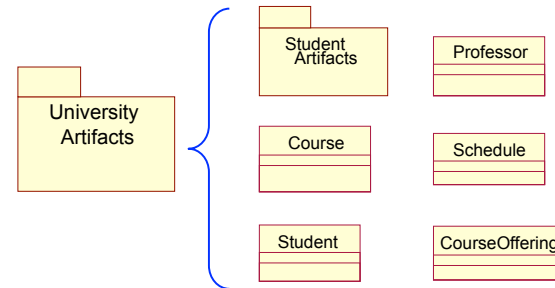 University
Artifacts
Student
Artifacts
Professor
Course
Schedule
Student
CourseOffering